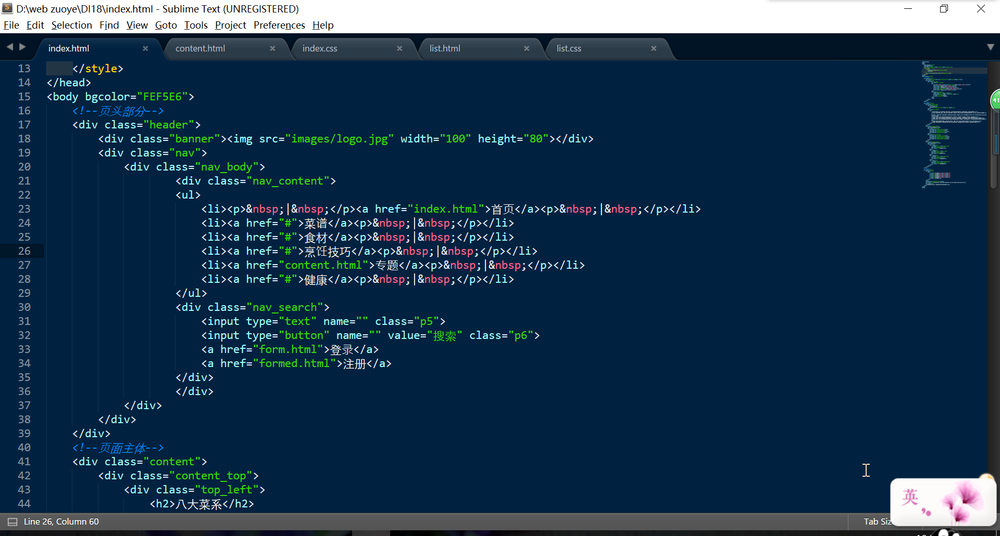 D:\web zuoye\DI18\index.html - Sublime Text (UNREGISTERED)
File Edit Selection Find View Goto Tools Project Preferences Help
index.html × content.html × index.css × list.html × list.css ×
13 </style>
14 </head>
15 <body bgcolor="FEF5E6">
16 <!--页头部分-->
17 <div class="header">
18 <div class="banner"><img src="images/logo.jpg" width="100" height="80"></div>
19 <div class="nav">
20 <div class="nav_body">
21 <div class="nav_content">
22 <ul>
23 <li><p>&nbsp;|&nbsp;</p><a href="index.html">首页</a><p>&nbsp;|&nbsp;</p></li>
24 <li><a href="#">菜谱</a><p>&nbsp;|&nbsp;</p></li>
25 <li><a href="#">食材</a><p>&nbsp;|&nbsp;</p></li>
26 <li><a href="#">烹饪技巧</a><p>&nbsp;|&nbsp;</p></li>
27 <li><a href="content.html">专题</a><p>&nbsp;|&nbsp;</p></li>
28 <li><a href="#">健康</a><p>&nbsp;|&nbsp;</p></li>
29 </ul>
30 <div class="nav_search">
31 <input type="text" name="" class="p5">
32 <input type="button" name="" value="搜索" class="p6">
33 <a href="form.html">登录</a>
34 <a href="formed.html">注册</a>
35 </div>
36 </div>
37 </div>
38 </div>
39 </div>
40 <!--页面主体-->
41 <div class="content">
42 <div class="content_top">
43 <div class="top_left">
44 <h2>八大菜系</h2>
41
英
Line 26, Column 60
Tab Siz